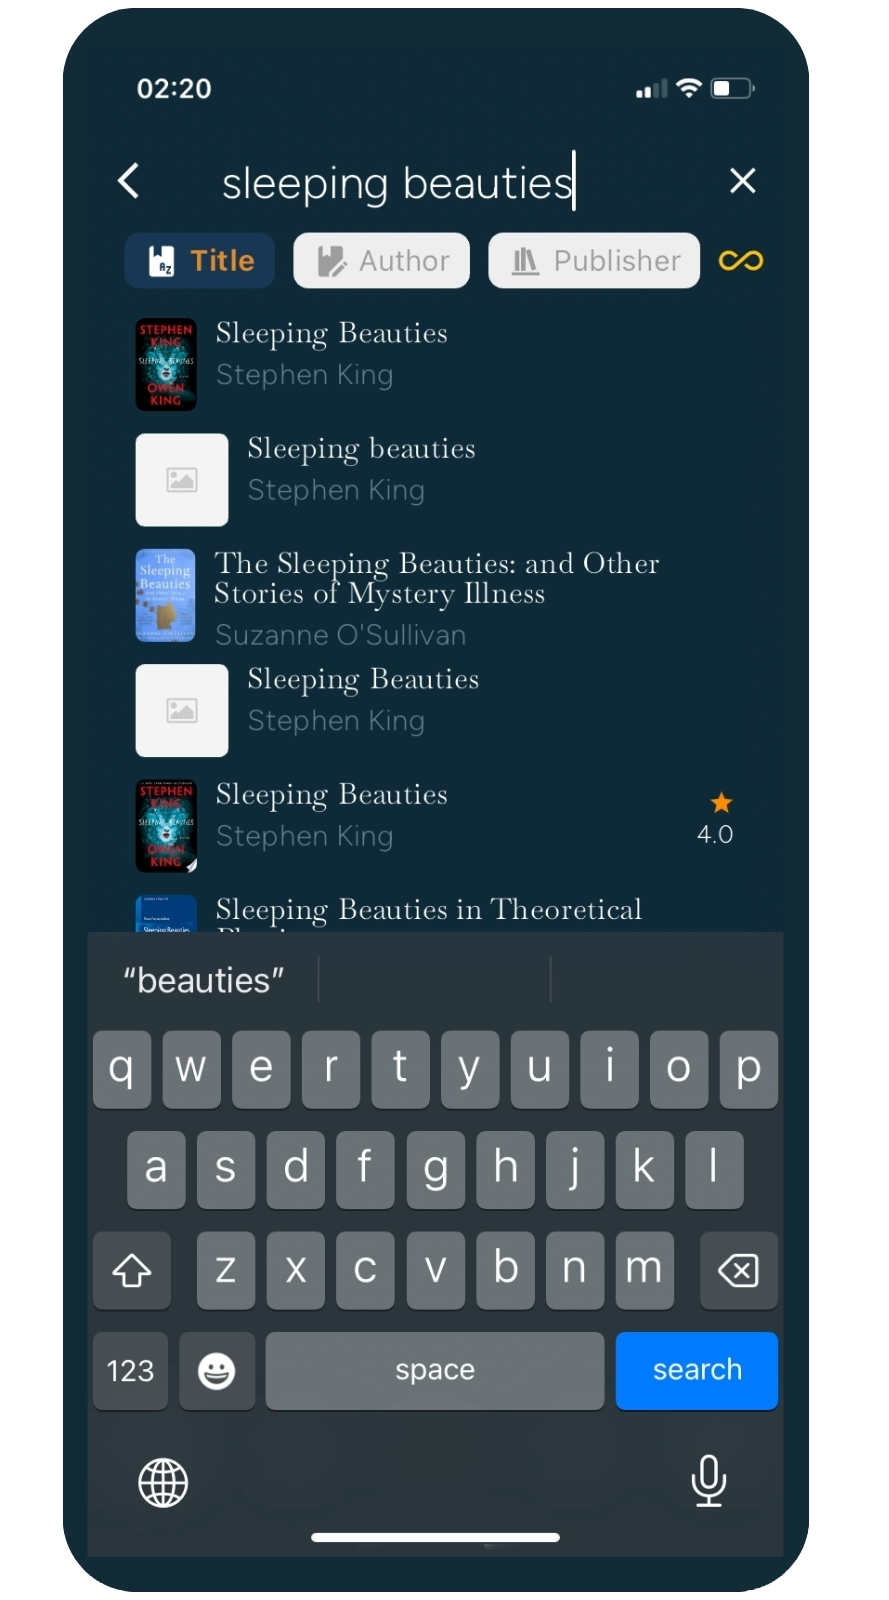 02:20
sleeping beauties
Title
Author
Publisher
STEPHEN
KING
SLEEPING BEAUTIES
OWEN
KING
Sleeping Beauties
Stephen King
Sleeping beauties
Stephen King
The
Sleeping
Beauties
The Sleeping Beauties: and Other
Stories of Mystery Illness
Suzanne O'Sullivan
Sleeping Beauties
Stephen King
STEPHEN
KING
SLEEPING BEAUTIES
OWEN
KING
Sleeping Beauties
Stephen King
4.0
Sleeping Beauties
Sleeping Beauties in Theoretical
“beauties”
q w e r t y u i o p
a s d f g h j k l
z x c v b n m
123
space
search